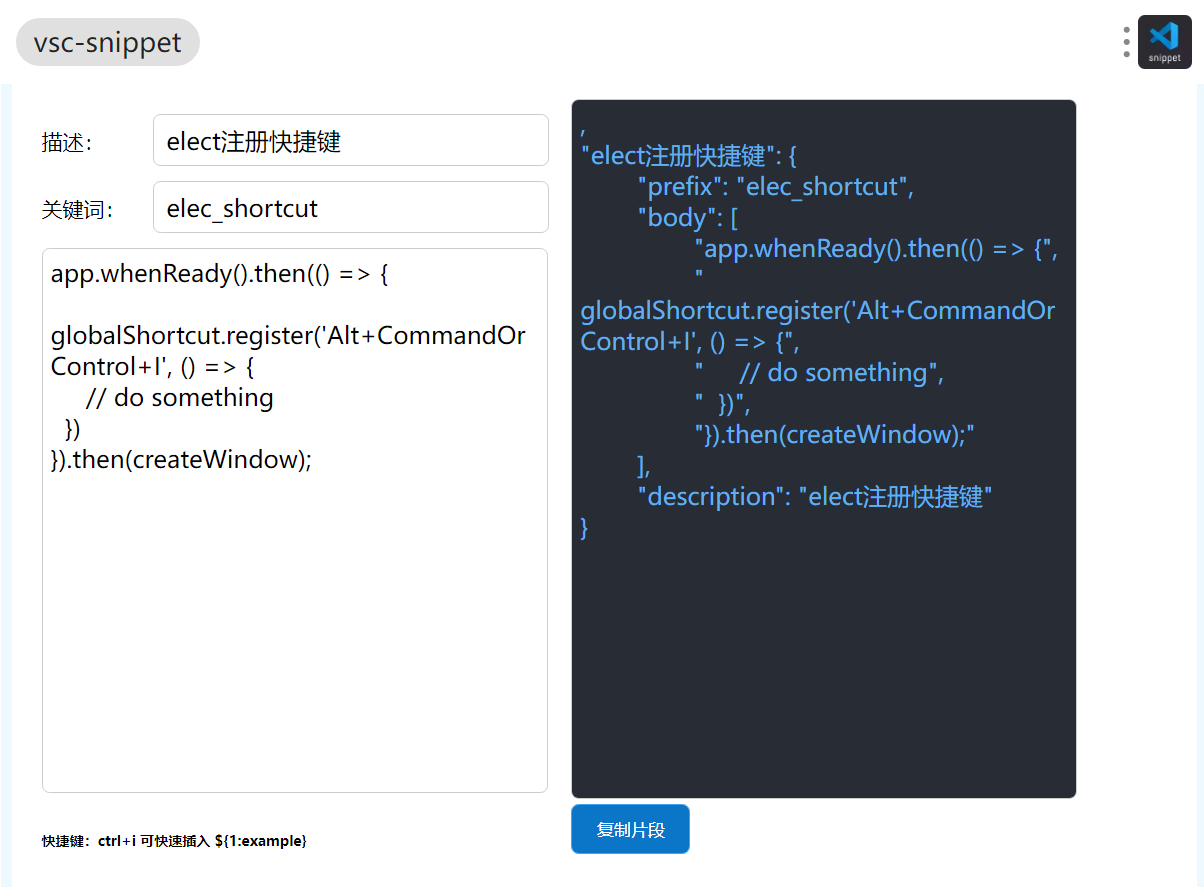 vsc-snippet
snippet
描述：
elect注册快捷键
关键词：
elec_shortcut
app.whenReady().then(() => {
globalShortcut.register('Alt+CommandOr
Control+I', () => {
// do something
})
}).then(createWindow);
快捷键：ctrl+i 可快速插入 ${1:example}
,
"elect注册快捷键": {
"prefix": "elec_shortcut",
"body": [
"app.whenReady().then(() => {",
"
globalShortcut.register('Alt+CommandOr
Control+I', () => {",
"     // do something",
"  })",
"}).then(createWindow);"
],
"description": "elect注册快捷键"
}
复制片段